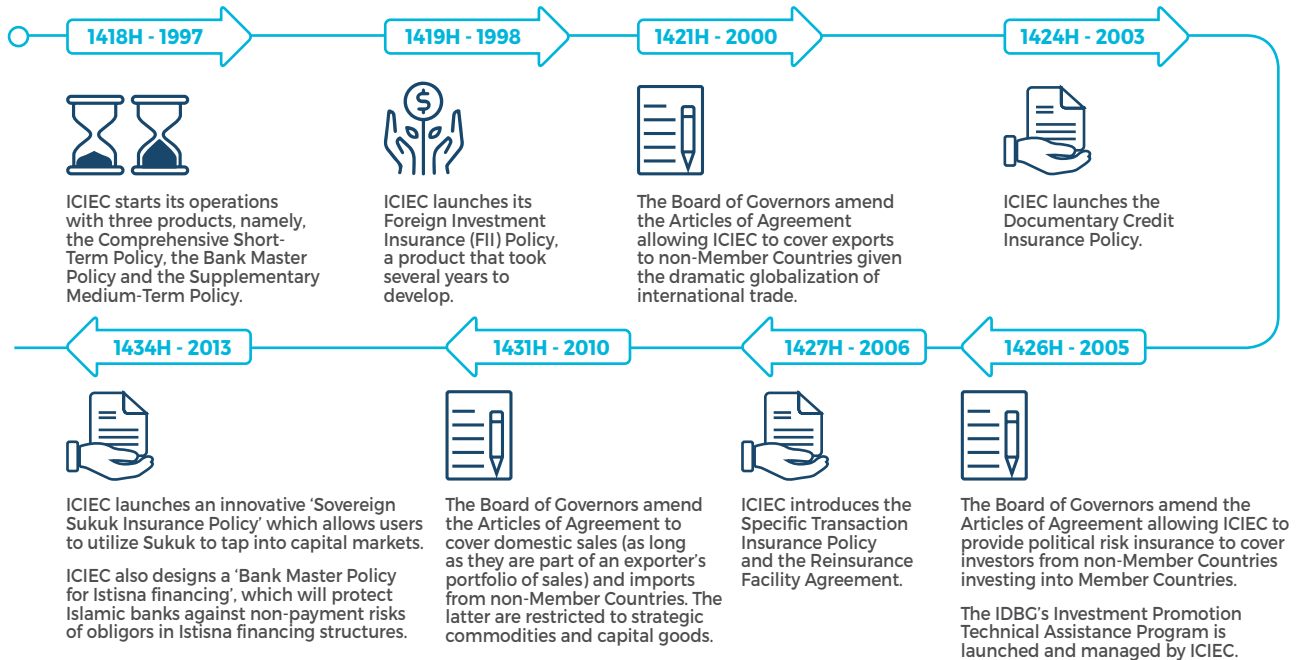 1418H - 1997
ICIEC starts its operations
with three products, namely,
the Comprehensive Short-
Term Policy, the Bank Master
Policy and the Supplementary
Medium-Term Policy.
1419H - 1998
$
ICIEC launches its
Foreign Investment
Insurance (FII) Policy,
a product that took
several years to
develop.
1421H - 2000
The Board of Governors amend
the Articles of Agreement
allowing ICIEC to cover exports
to non-Member Countries given
the dramatic globalization of
international trade.
1424H - 2003
ICIEC launches the
Documentary Credit
Insurance Policy.
1426H - 2005
The Board of Governors amend the
Articles of Agreement allowing ICIEC to
provide political risk insurance to cover
investors from non-Member Countries
investing into Member Countries.
The IDBG's Investment Promotion
Technical Assistance Program is
launched and managed by ICIEC.
1427H - 2006
ICIEC introduces the
Specific Transaction
Insurance Policy
and the Reinsurance
Facility Agreement.
1431H - 2010
The Board of Governors amend
the Articles of Agreement to
cover domestic sales (as long
as they are part of an exporter's
portfolio of sales) and imports
from non-Member Countries. The
latter are restricted to strategic
commodities and capital goods.
1434H - 2013
ICIEC launches an innovative ‘Sovereign
Sukuk Insurance Policy’ which allows users
to utilize Sukuk to tap into capital markets.
ICIEC also designs a ‘Bank Master Policy
for Istisna financing’, which will protect
Islamic banks against non-payment risks
of obligors in Istisna financing structures.